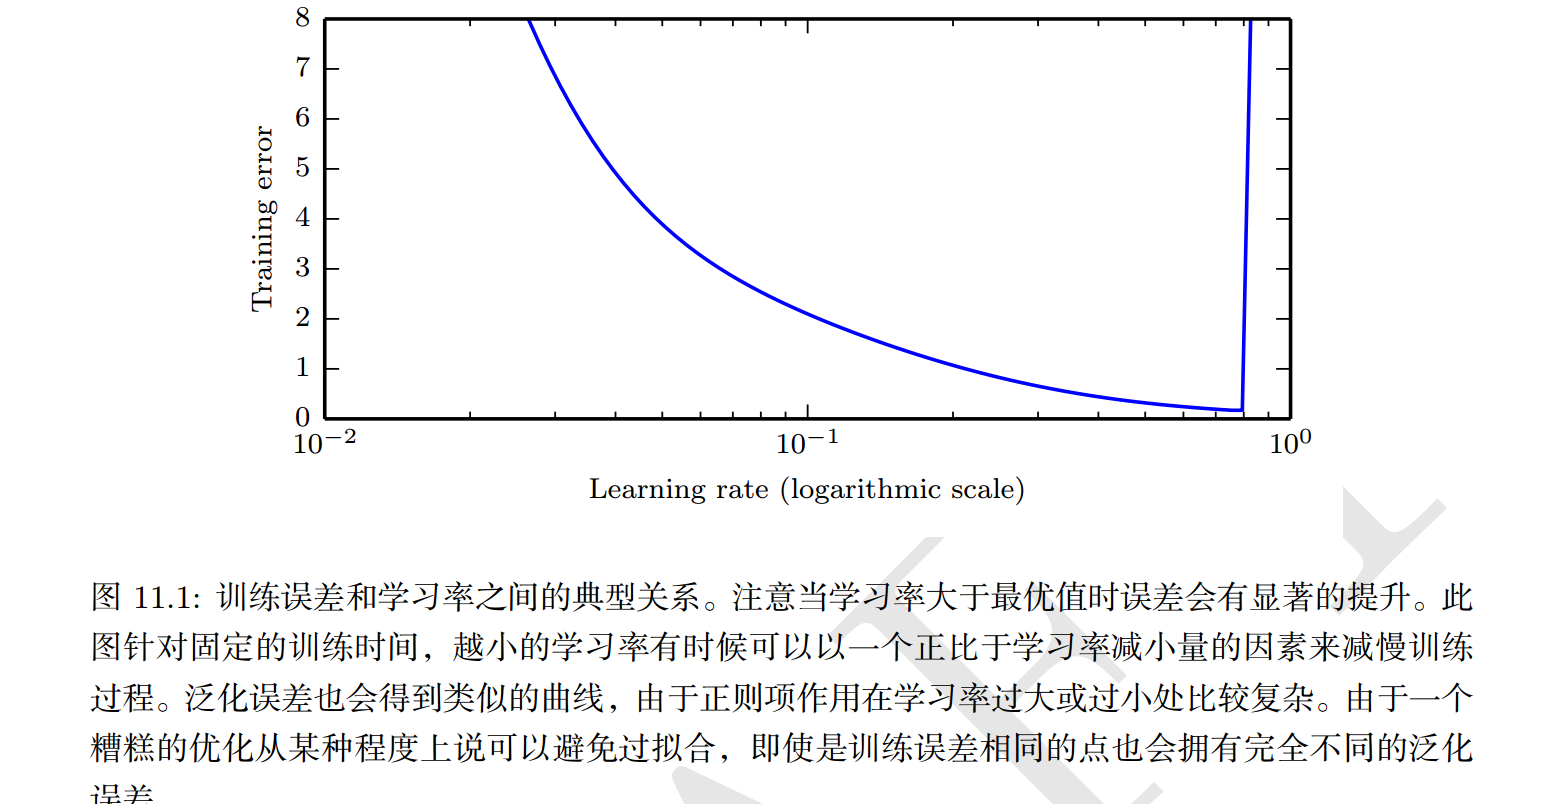 8
7
6
5
4
3
2
1
0
Training error
10⁻² 10⁻¹ 10⁰
Learning rate (logarithmic scale)
图 11.1: 训练误差和学习率之间的典型关系。注意当学习率大于最优值时误差会有显著的提升。此
图针对固定的训练时间，越小的学习率有时候可以以一个正比于学习率减小量的因素来减慢训练
过程。泛化误差也会得到类似的曲线，由于正则项作用在学习率过大或过小处比较复杂。由于一个
糟糕的优化从某种程度上说可以避免过拟合，即使是训练误差相同的点也会拥有完全不同的泛化
误差